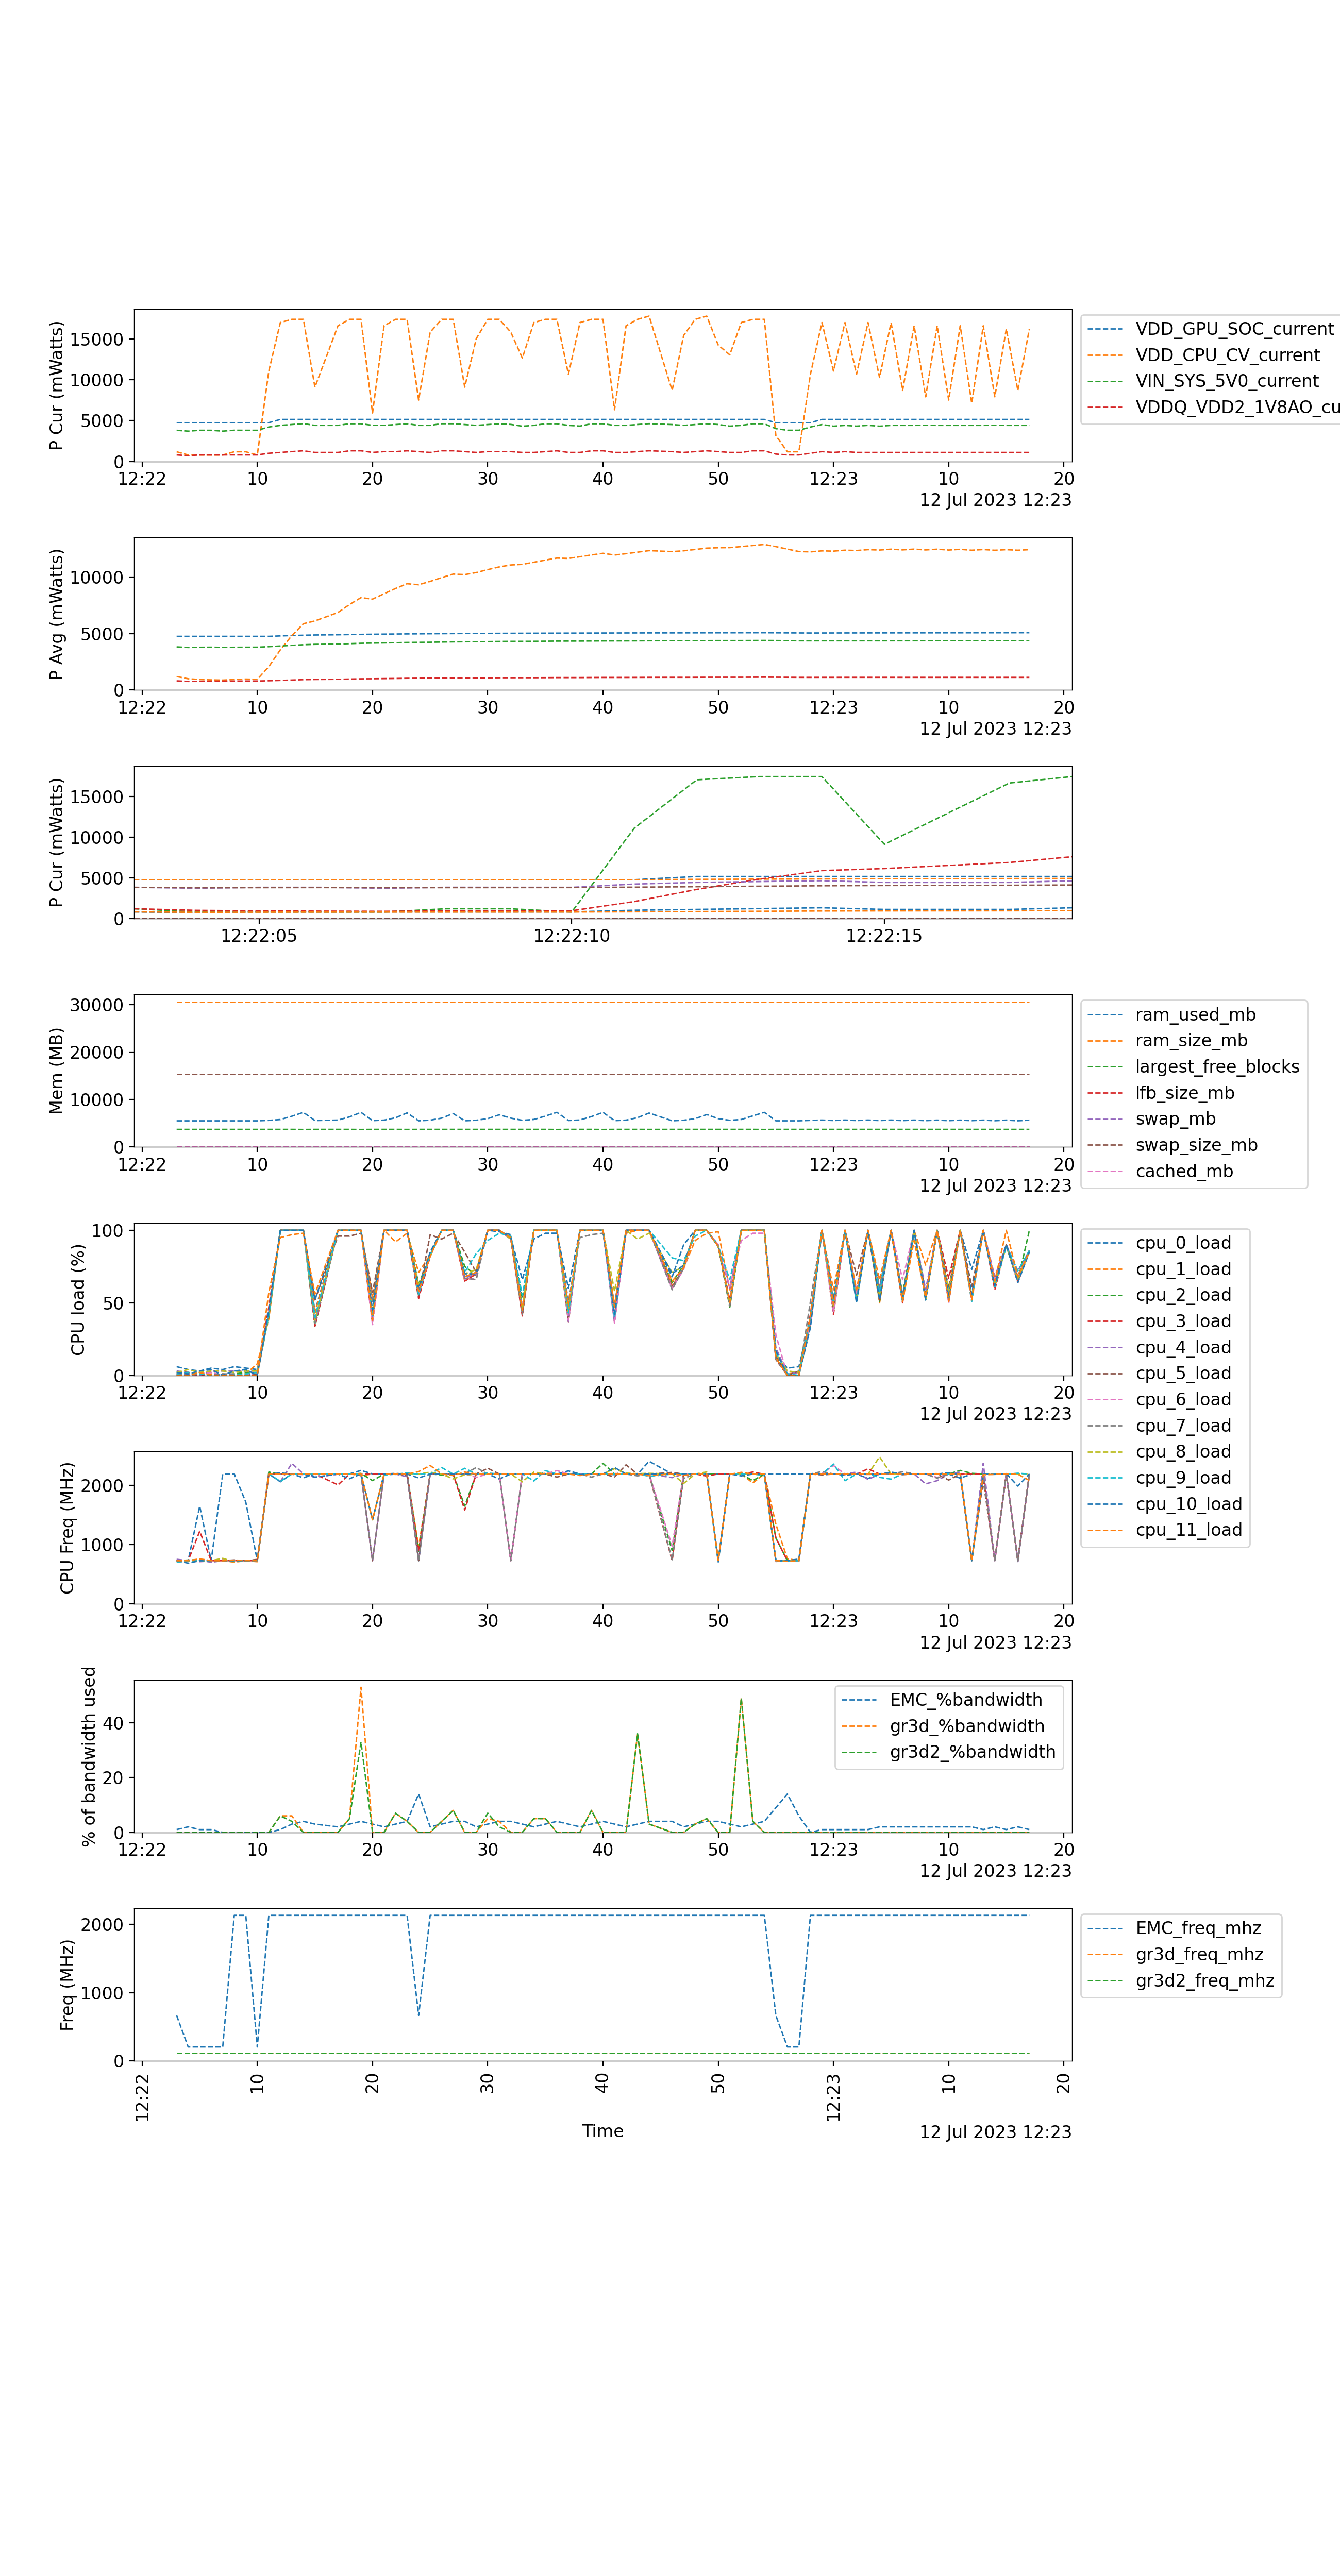 P Cur (mWatts)
15000
10000
5000
0
12:22 10 20 30 40 50 12:23 10 20
12 Jul 2023 12:23
VDD_GPU_SOC_current
VDD_CPU_CV_current
VIN_SYS_5V0_current
VDDQ_VDD2_1V8AO_cu
P Avg (mWatts)
10000
5000
0
12:22 10 20 30 40 50 12:23 10 20
12 Jul 2023 12:23
P Cur (mWatts)
15000
10000
5000
0
12:22:05 12:22:10 12:22:15
Mem (MB)
30000
20000
10000
0
12:22 10 20 30 40 50 12:23 10 20
12 Jul 2023 12:23
ram_used_mb
ram_size_mb
largest_free_blocks
lfb_size_mb
swap_mb
swap_size_mb
cached_mb
CPU load (%)
100
50
0
12:22 10 20 30 40 50 12:23 10 20
12 Jul 2023 12:23
cpu_0_load
cpu_1_load
cpu_2_load
cpu_3_load
cpu_4_load
cpu_5_load
cpu_6_load
cpu_7_load
cpu_8_load
cpu_9_load
cpu_10_load
cpu_11_load
CPU Freq (MHz)
2000
1000
0
12:22 10 20 30 40 50 12:23 10 20
12 Jul 2023 12:23
% of bandwidth used
40
20
0
12:22 10 20 30 40 50 12:23 10 20
12 Jul 2023 12:23
EMC_%bandwidth
gr3d_%bandwidth
gr3d2_%bandwidth
Freq (MHz)
2000
1000
0
12:22 10 20 30 40 50 12:23 10 20
Time
12 Jul 2023 12:23
EMC_freq_mhz
gr3d_freq_mhz
gr3d2_freq_mhz